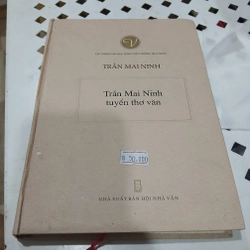 TRẦN MAI NINH
Trần Mai Ninh
tuyển thơ văn
NHÀ XUẤT BẢN HỘI NHÀ VĂN